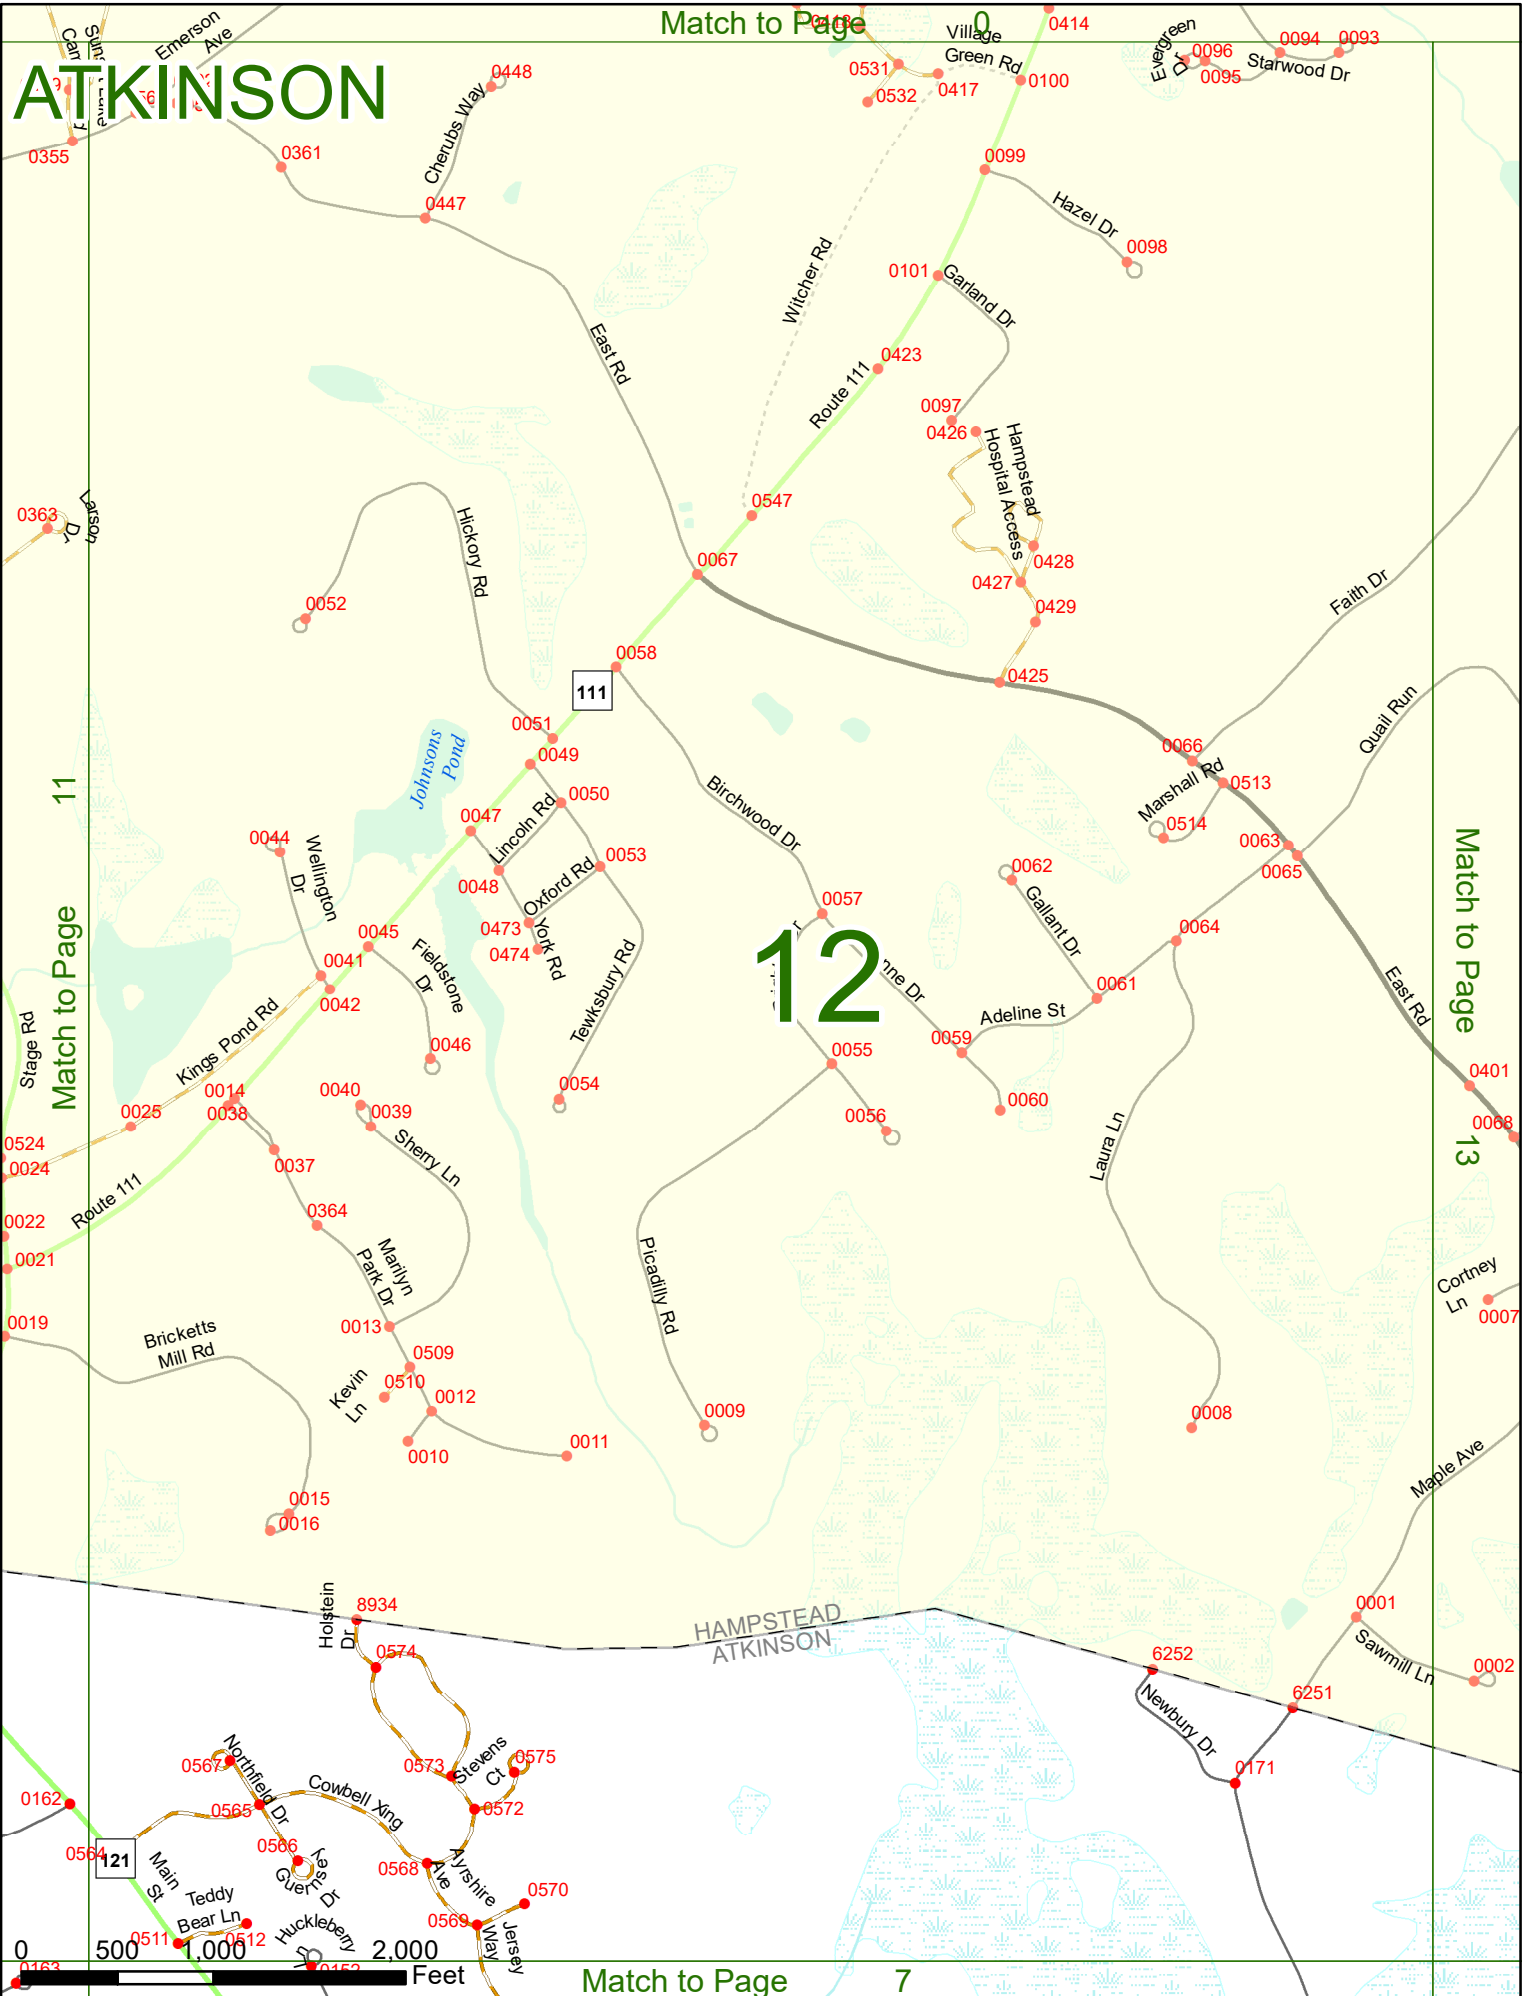 Match to Page 0
ATKINSON
Emerson
Ave
0418
0414
Village
Green Rd
Evergreen
Dr
0096
0095
0094
0093
Starwood Dr
0531
0532
0417
0100
0448
Cherubs Way
0355
0361
0447
0099
Hazel Dr
0098
Witcher Rd
0101
Garland Dr
East Rd
0423
Route 111
0097
0426
Hampstead
Hospital Access
0363
Larson
Dr
Hickory Rd
0547
0428
0427
0429
0067
0052
Faith Dr
0058
111
0425
0051
0049
Quail Run
Johnsons
Pond
0066
Marshall Rd
0513
11
Match to Page
0050
0047
Lincoln Rd
Birchwood Dr
0514
0044
Wellington
Dr
0048
0053
Oxford Rd
0063
0065
0062
Gallant Dr
Match to Page
13
0057
12
0473
York Rd
0474
0045
Fieldstone
Dr
0041
0042
Tewksbury Rd
0064
0061
Adeline St
East Rd
Kings Pond Rd
Stage Rd
0046
0055
0059
0054
0014
0038
0040
0039
0025
0056
0060
0401
0068
0524
0024
0037
Sherry Ln
Laura Ln
Route 111
0022
0364
0021
Marilyn
Park Dr
Picadilly Rd
Cortney
Ln
0007
0019
Bricketts
Mill Rd
0013
0509
0510
Kevin
Ln
0012
0010
0011
0009
0008
Maple Ave
0015
0016
Holstein
Dr
8934
HAMPSTEAD
ATKINSON
0001
Sawmill Ln
0002
0574
6252
6251
Newbury Dr
0567
Northfield Dr
0573
Stevens
Ct
0575
0171
0162
0565
Cowbell Xing
0572
0564
121
0566
Guernsey
Dr
0568
Ayrshire
Ave
Main
St
Teddy
Bear Ln
0570
0569
Jersey
Way
0511
0512
Huckleberry
Ln
0163
0152
0 500 1,000 2,000
Feet
Match to Page 7